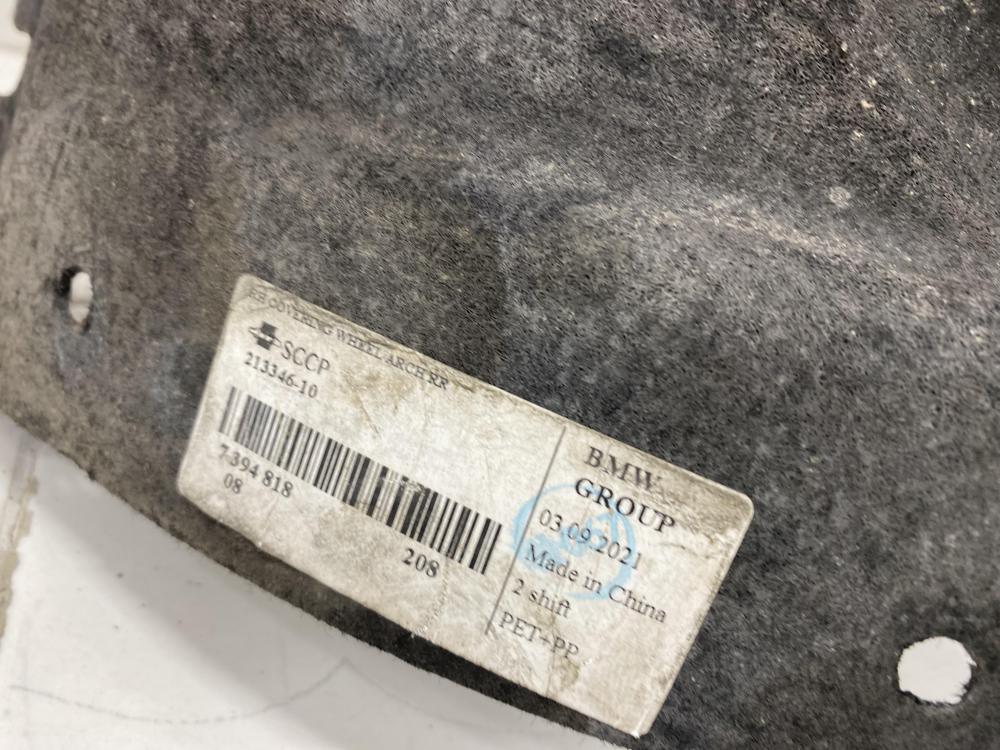 COVERING WHEEL ARCH RR
SCCP
213346-10
7 394 818
08
208
BMW
GROUP
03.09.2021
Made in China
2 shift
PET+PP